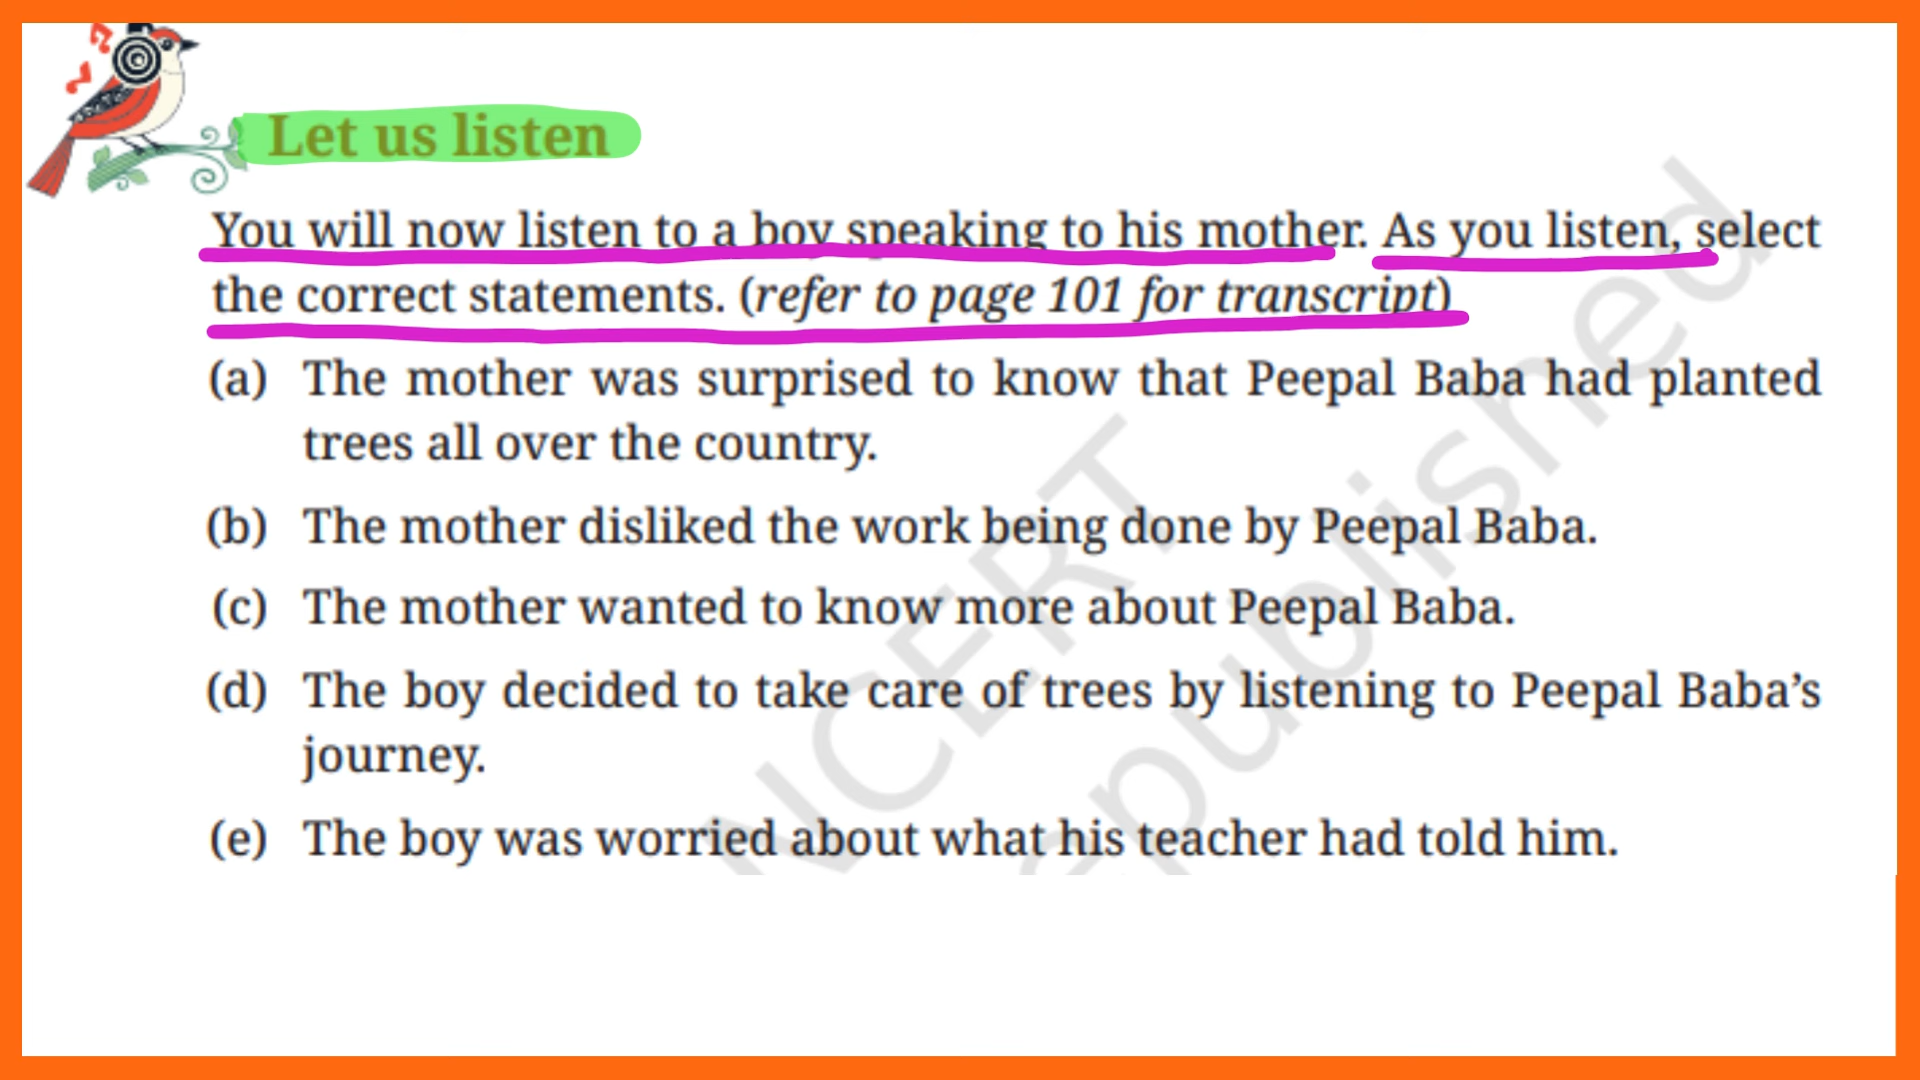 Let us listen
You will now listen to a boy speaking to his mother. As you listen, select
the correct statements. (refer to page 101 for transcript)
(a) The mother was surprised to know that Peepal Baba had planted
trees all over the country.
(b) The mother disliked the work being done by Peepal Baba.
(c) The mother wanted to know more about Peepal Baba.
(d) The boy decided to take care of trees by listening to Peepal Baba's
journey.
(e) The boy was worried about what his teacher had told him.
NCERT
epublished